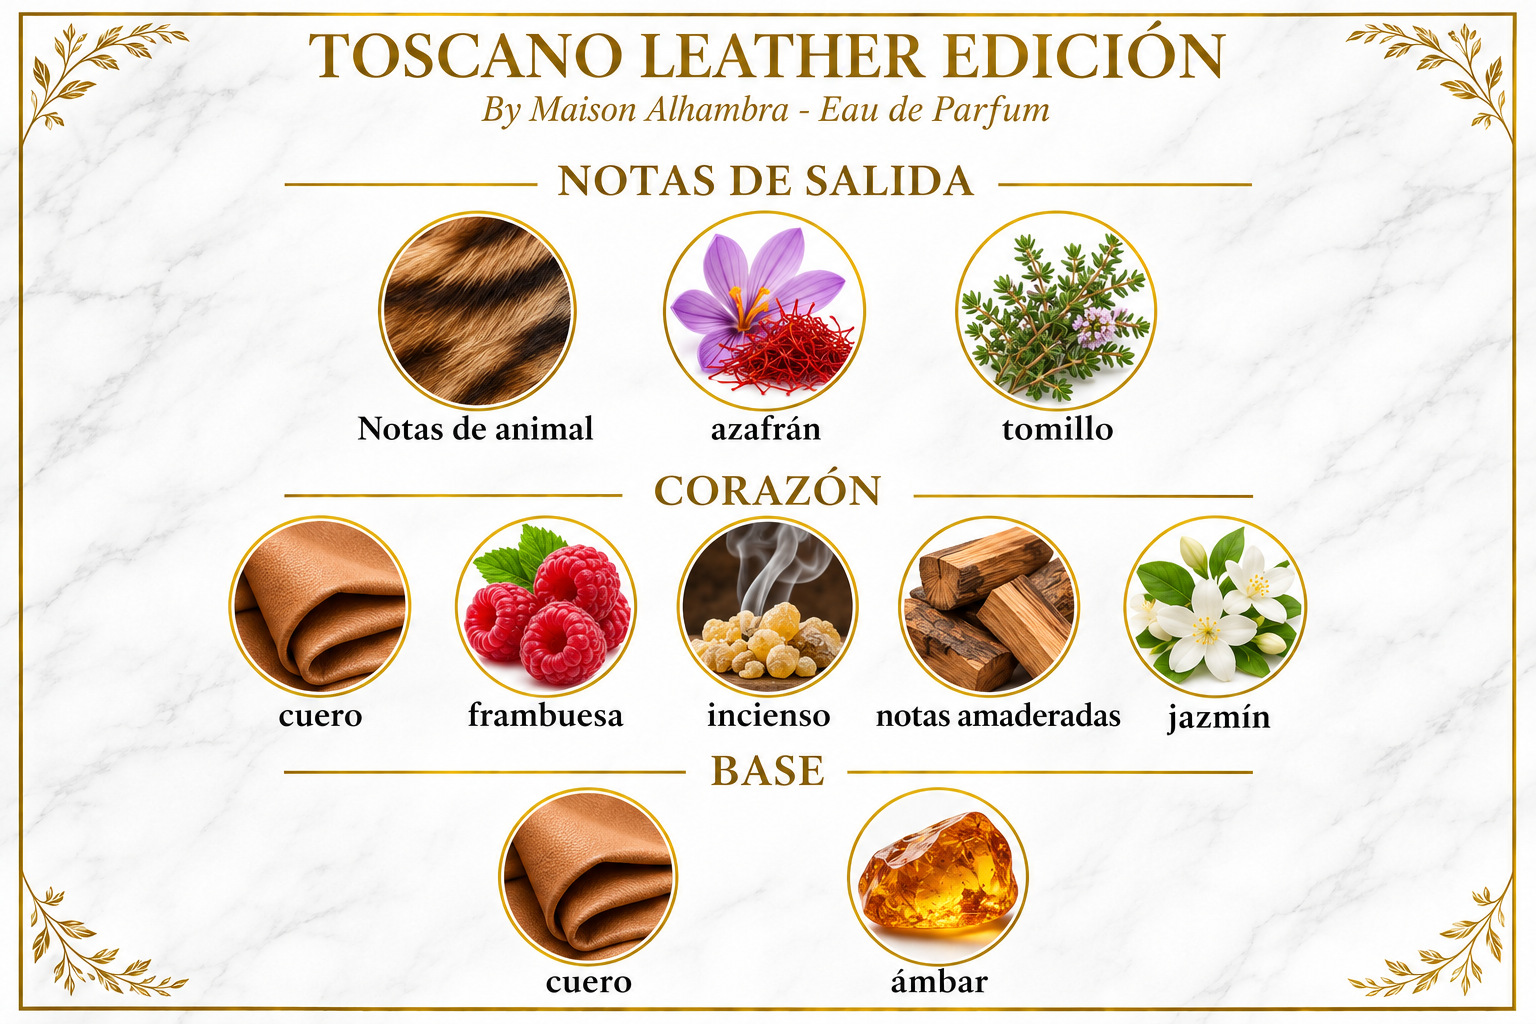 TOSCANO LEATHER EDICIÓN
By Maison Alhambra - Eau de Parfum
NOTAS DE SALIDA
Notas de animal
azafrán
tomillo
CORAZÓN
cuero
frambuesa
incienso
notas amaderadas
jazmín
BASE
cuero
ámbar